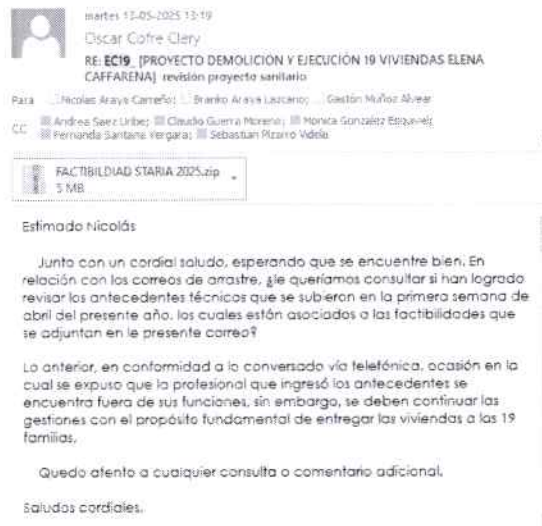 martes 13-05-2025 13:19
Oscar Cofre Clery
RE: EC19_ [PROYECTO DEMOLICION Y EJECUCIÓN 19 VIVIENDAS ELENA
CAFFARENA] revisión proyecto sanitario
Para Nicolas Araya Carreño; Branko Araya Lazcano; Gastón Muñoz Alvear
CC Andrea Saez Uribe; Claudio Guerra Moreno; Monica Gonzalez Esquivel;
Fernanda Santana Vergara; Sebastian Pizarro Videla
FACTIBILDIAD STARIA 2025.zip
5 MB
Estimado Nicolás
Junto con un cordial saludo, esperando que se encuentre bien. En
relación con los correos de arrastre, ¿le queríamos consultar si han logrado
revisar los antecedentes técnicos que se subieron en la primera semana de
abril del presente año, los cuales están asociados a las factibilidades que
se adjuntan en le presente correo?
Lo anterior, en conformidad a lo conversado vía telefónica, ocasión en la
cual se expuso que la profesional que ingresó los antecedentes se
encuentra fuera de sus funciones, sin embargo, se deben continuar las
gestiones con el propósito fundamental de entregar las viviendas a las 19
familias.
Quedo atento a cualquier consulta o comentario adicional.
Saludos cordiales,